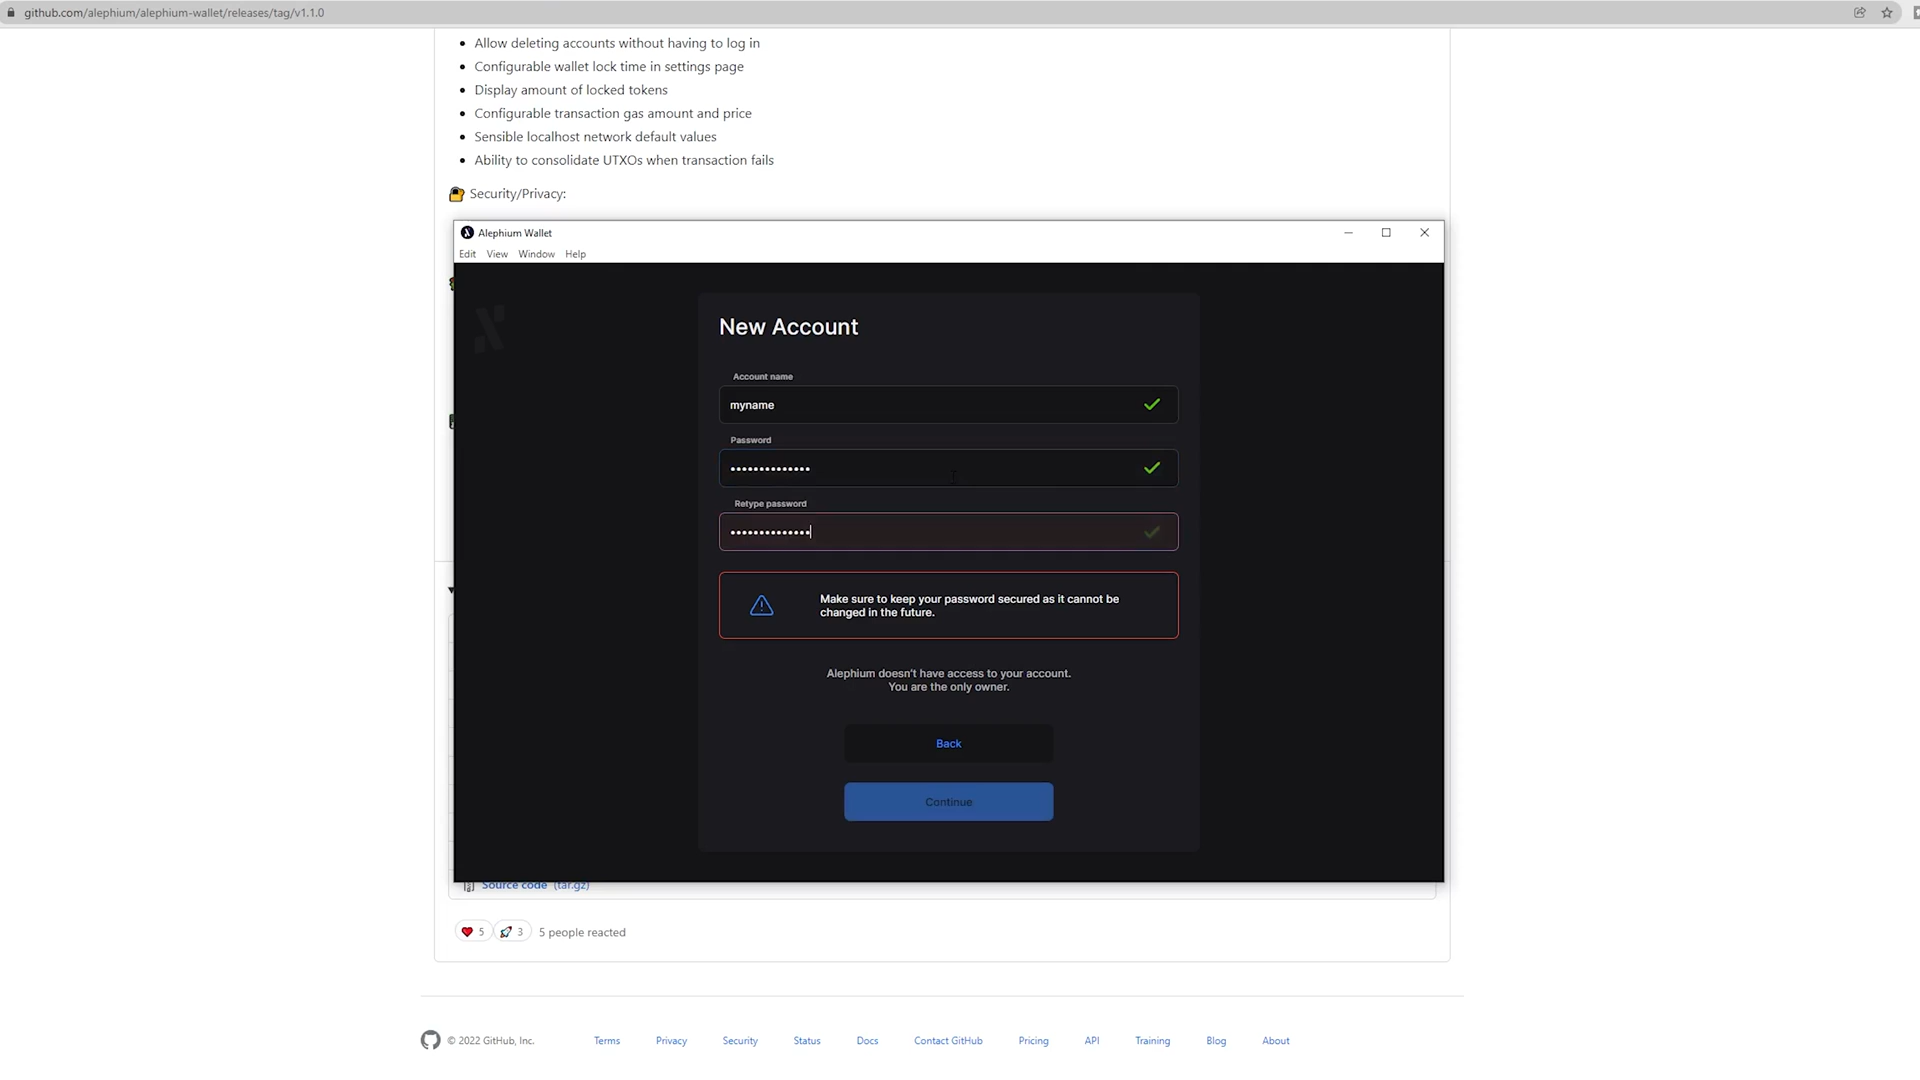 github.com/alephium/alephium-wallet/releases/tag/v1.1.0
Allow deleting accounts without having to log in
Configurable wallet lock time in settings page
Display amount of locked tokens
Configurable transaction gas amount and price
Sensible localhost network default values
Ability to consolidate UTXOs when transaction fails
Security/Privacy:
Alephium Wallet
Edit View Window Help
New Account
Account name
myname
Password
••••••••••••••
Retype password
••••••••••••••
Make sure to keep your password secured as it cannot be
changed in the future.
Alephium doesn't have access to your account.
You are the only owner.
Back
Continue
Source code (tar.gz)
5 3 5 people reacted
© 2022 GitHub, Inc. Terms Privacy Security Status Docs Contact GitHub Pricing API Training Blog About